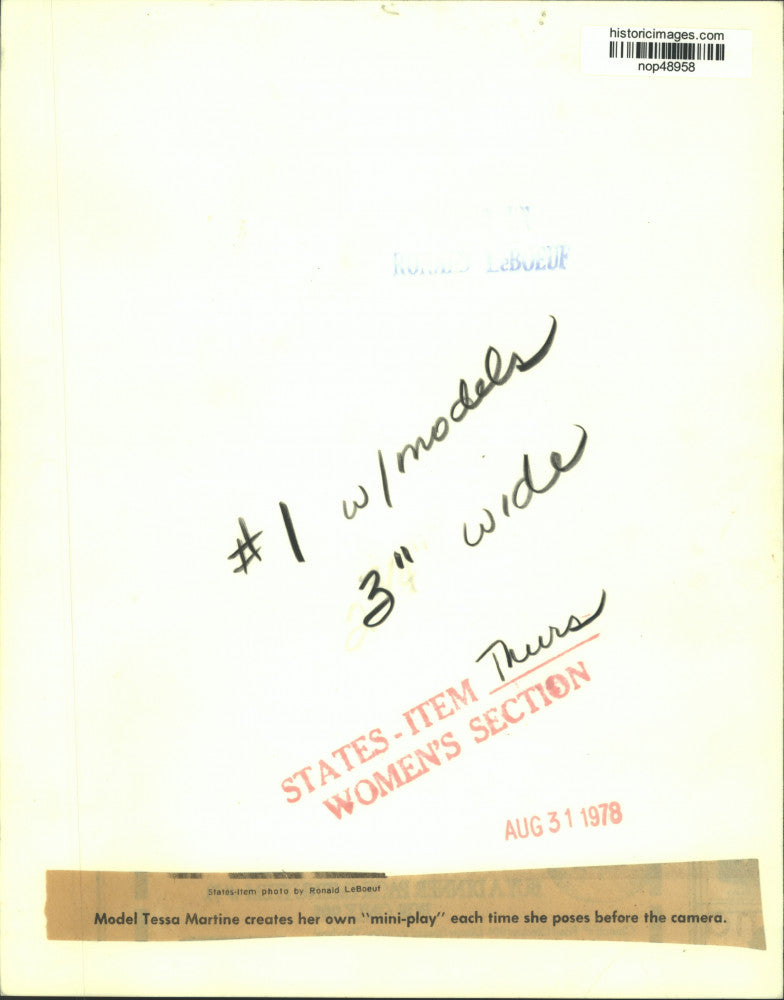 historicimages.com
nop48958
RONALD LeBOEUF
#1 w/models
3" wide
Thurs
STATES-ITEM
WOMEN'S SECTION
AUG 31 1978
States-Item photo by Ronald LeBoeuf
Model Tessa Martine creates her own "mini-play" each time she poses before the camera.